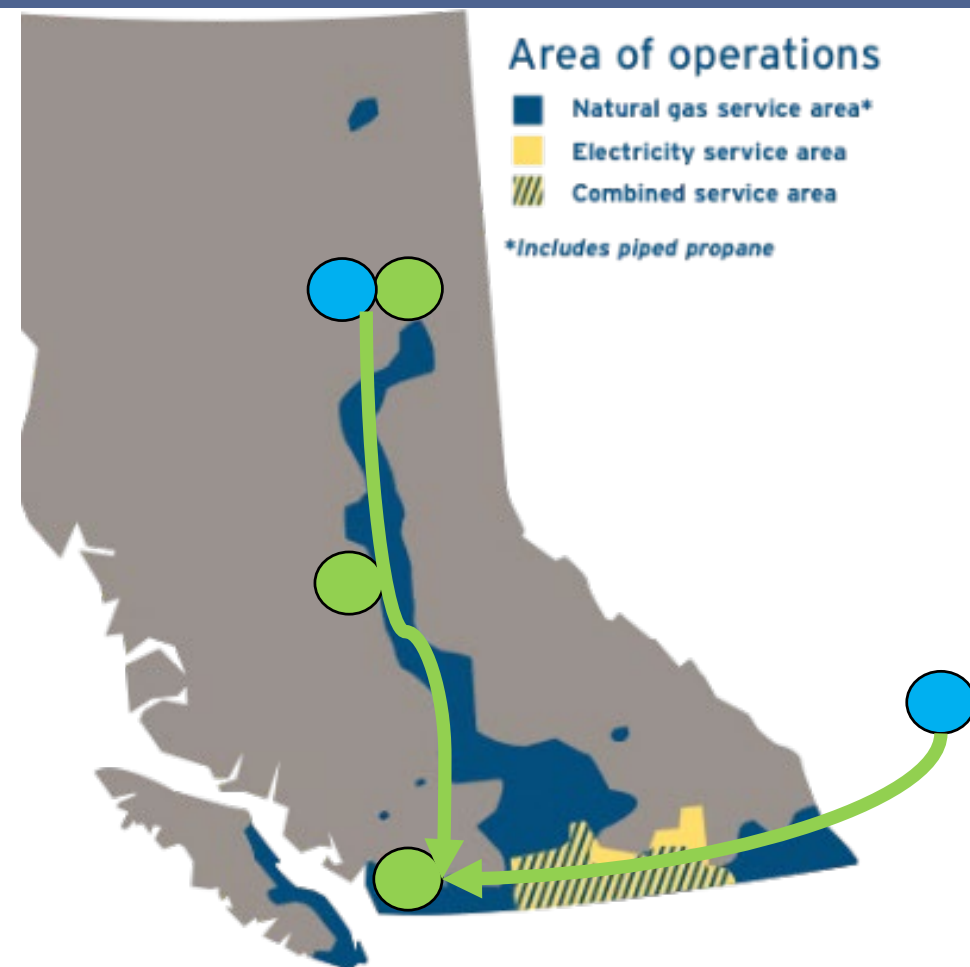 Area of operations
Natural gas service area*
Electricity service area
Combined service area
*Includes piped propane